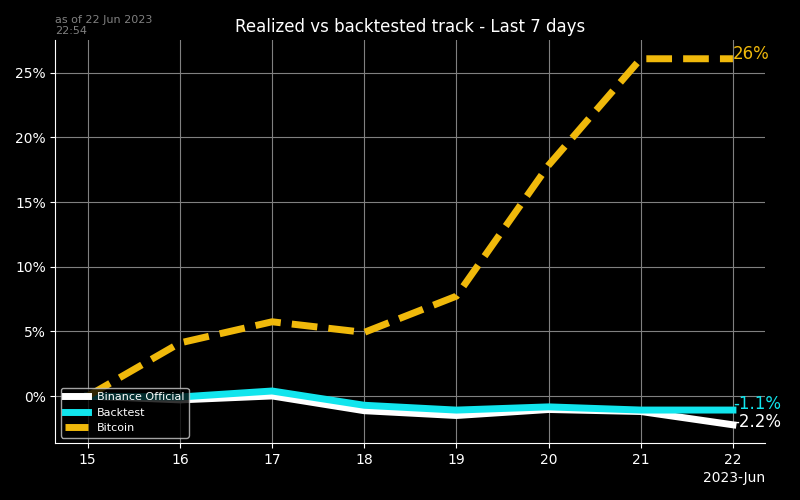 as of 22 Jun 2023
22:54
Realized vs backtested track - Last 7 days
25%
20%
15%
10%
5%
0%
26%
-1.1%
-2.2%
Binance Official
Backtest
Bitcoin
15 16 17 18 19 20 21 22
2023-Jun